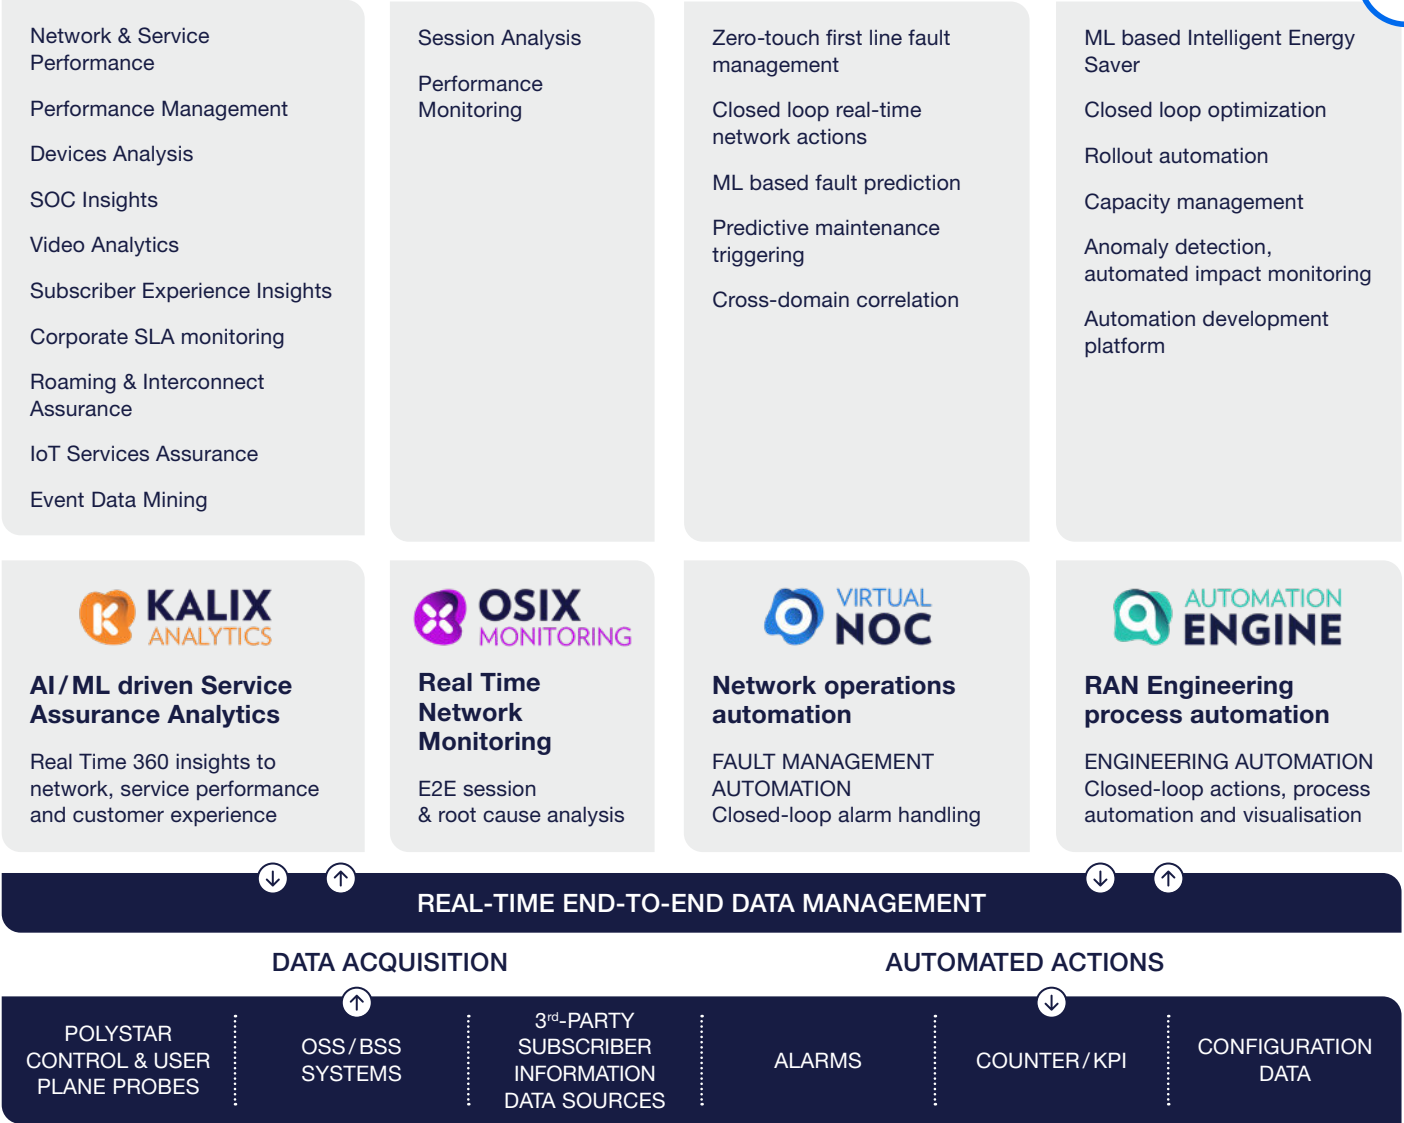 Network & Service
Performance
Performance Management
Devices Analysis
SOC Insights
Video Analytics
Subscriber Experience Insights
Corporate SLA monitoring
Roaming & Interconnect
Assurance
IoT Services Assurance
Event Data Mining
Session Analysis
Performance
Monitoring
Zero-touch first line fault
management
Closed loop real-time
network actions
ML based fault prediction
Predictive maintenance
triggering
Cross-domain correlation
ML based Intelligent Energy
Saver
Closed loop optimization
Rollout automation
Capacity management
Anomaly detection,
automated impact monitoring
Automation development
platform
KALIX
ANALYTICS
AI/ML driven Service
Assurance Analytics
Real Time 360 insights to
network, service performance
and customer experience
OSIX
MONITORING
Real Time
Network
Monitoring
E2E session
& root cause analysis
VIRTUAL
NOC
Network operations
automation
FAULT MANAGEMENT
AUTOMATION
Closed-loop alarm handling
AUTOMATION
ENGINE
RAN Engineering
process automation
ENGINEERING AUTOMATION
Closed-loop actions, process
automation and visualisation
REAL-TIME END-TO-END DATA MANAGEMENT
DATA ACQUISITION
AUTOMATED ACTIONS
POLYSTAR
CONTROL & USER
PLANE PROBES
OSS/BSS
SYSTEMS
3rd-PARTY
SUBSCRIBER
INFORMATION
DATA SOURCES
ALARMS
COUNTER/KPI
CONFIGURATION
DATA